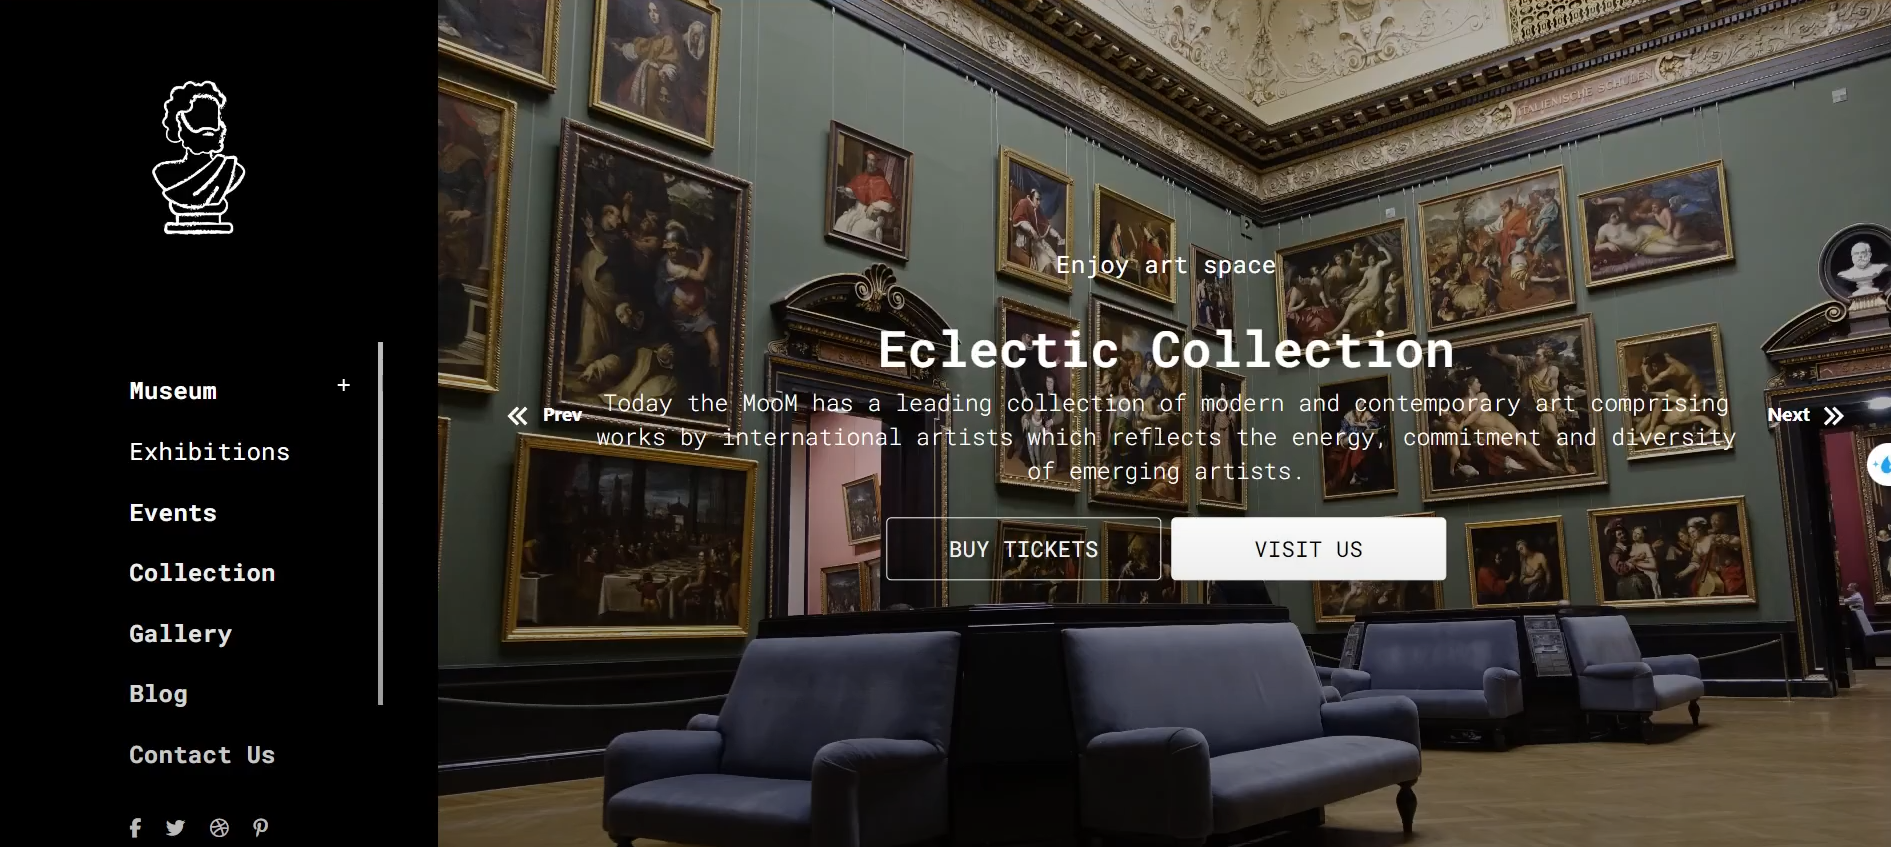 Museum +
Exhibitions
Events
Collection
Gallery
Blog
Contact Us
ITALIENISCHE SCHULEN
Enjoy art space
Eclectic Collection
Today the MooM has a leading collection of modern and contemporary art comprising
works by international artists which reflects the energy, commitment and diversity
of emerging artists.
Prev
Next
BUY TICKETS
VISIT US